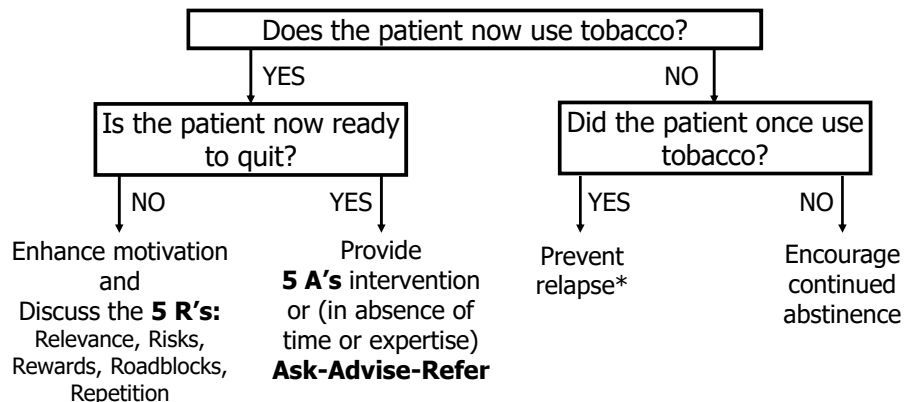 Does the patient now use tobacco?
YES
NO
Is the patient now ready
to quit?
Did the patient once use
tobacco?
NO
YES
YES
NO
Enhance motivation
and
Discuss the 5 R's:
Relevance, Risks,
Rewards, Roadblocks,
Repetition
Provide
5 A's intervention
or (in absence of
time or expertise)
Ask-Advise-Refer
Prevent
relapse*
Encourage
continued
abstinence